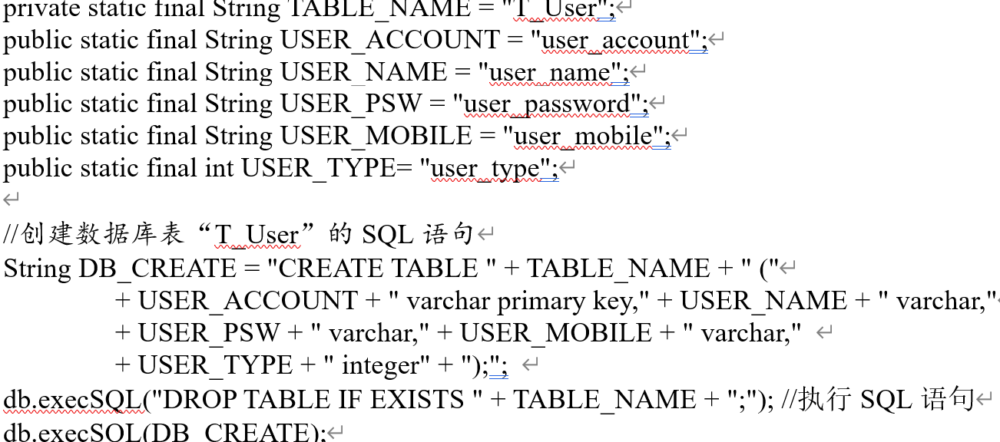 private static final String TABLE_NAME = "T_User";
public static final String USER_ACCOUNT = "user_account";
public static final String USER_NAME = "user_name";
public static final String USER_PSW = "user_password";
public static final String USER_MOBILE = "user_mobile";
public static final int USER_TYPE= "user_type";
//创建数据库表“T_User”的 SQL 语句
String DB_CREATE = "CREATE TABLE " + TABLE_NAME + " ("
+ USER_ACCOUNT + " varchar primary key," + USER_NAME + " varchar,"
+ USER_PSW + " varchar," + USER_MOBILE + " varchar,"
+ USER_TYPE + " integer" + ");";
db.execSQL("DROP TABLE IF EXISTS " + TABLE_NAME + ";"); //执行 SQL 语句
db.execSQL(DB_CREATE);